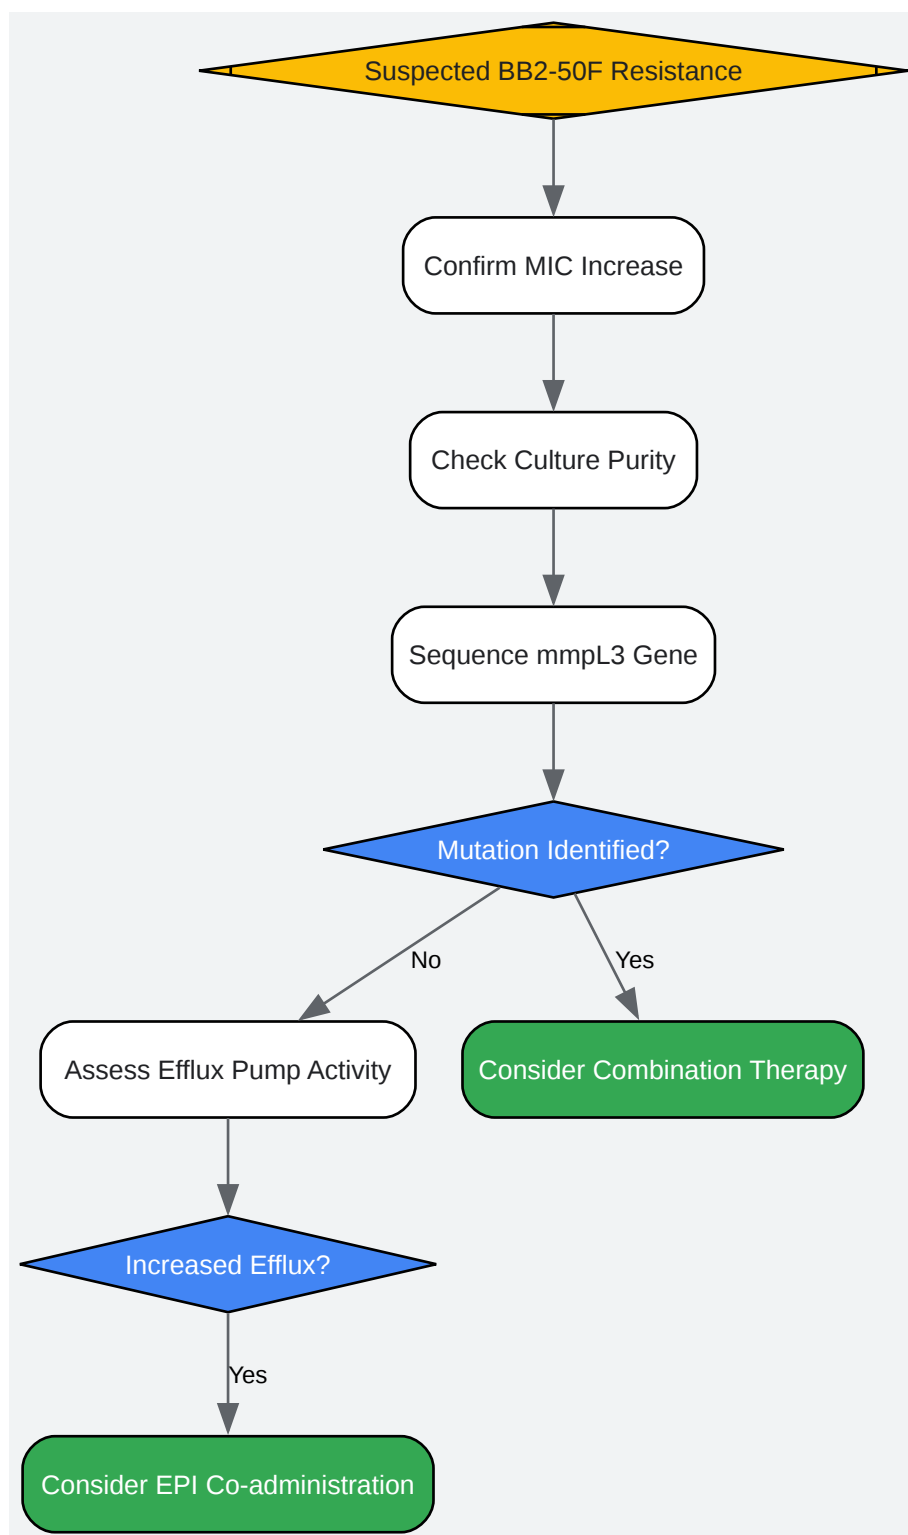 Suspected BB2-50F Resistance
Confirm MIC Increase
Check Culture Purity
Sequence mmpL3 Gene
Mutation Identified?
No
Yes
Assess Efflux Pump Activity
Consider Combination Therapy
Increased Efflux?
Yes
Consider EPI Co-administration